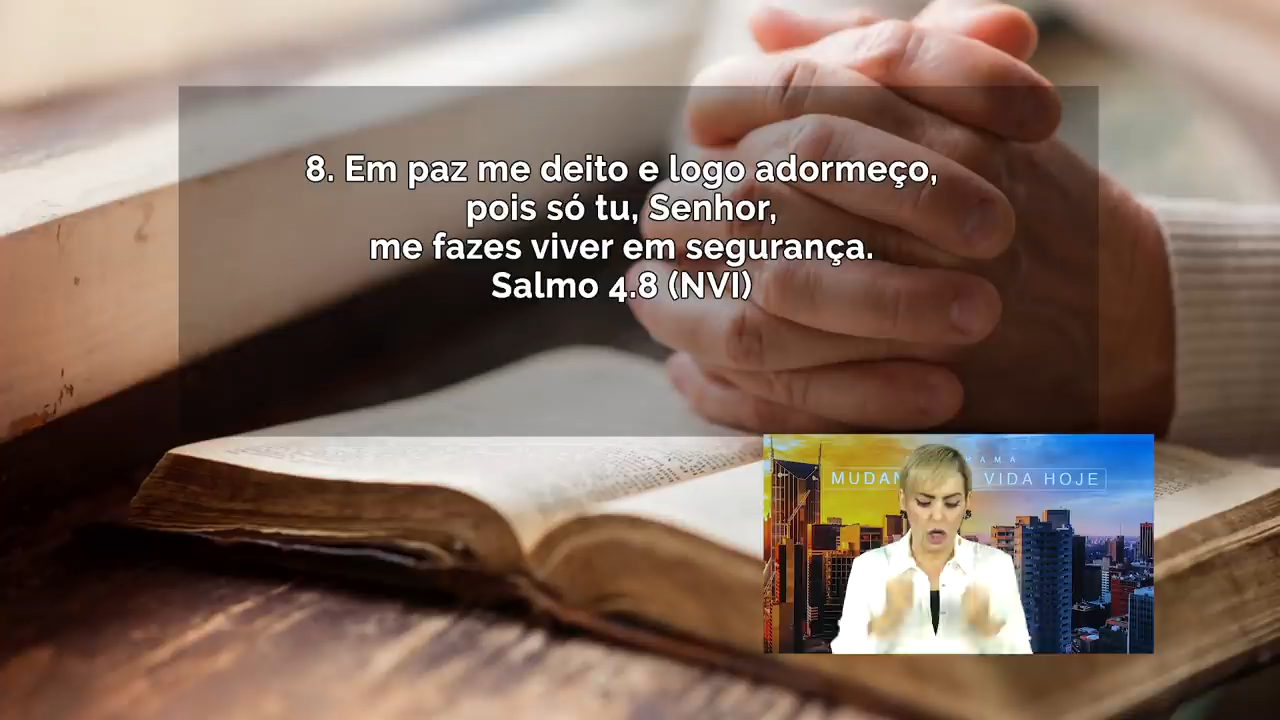 8. Em paz me deito e logo adormeço,
pois só tu, Senhor,
me fazes viver em segurança.
Salmo 4.8 (NVI)
VIDA HOJE